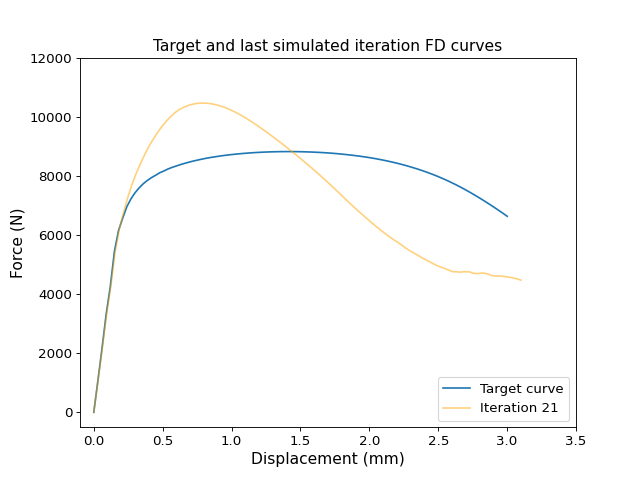 Target and last simulated iteration FD curves
12000
10000
8000
6000
4000
2000
0
Force (N)
0.0 0.5 1.0 1.5 2.0 2.5 3.0 3.5
Displacement (mm)
Target curve
Iteration 21